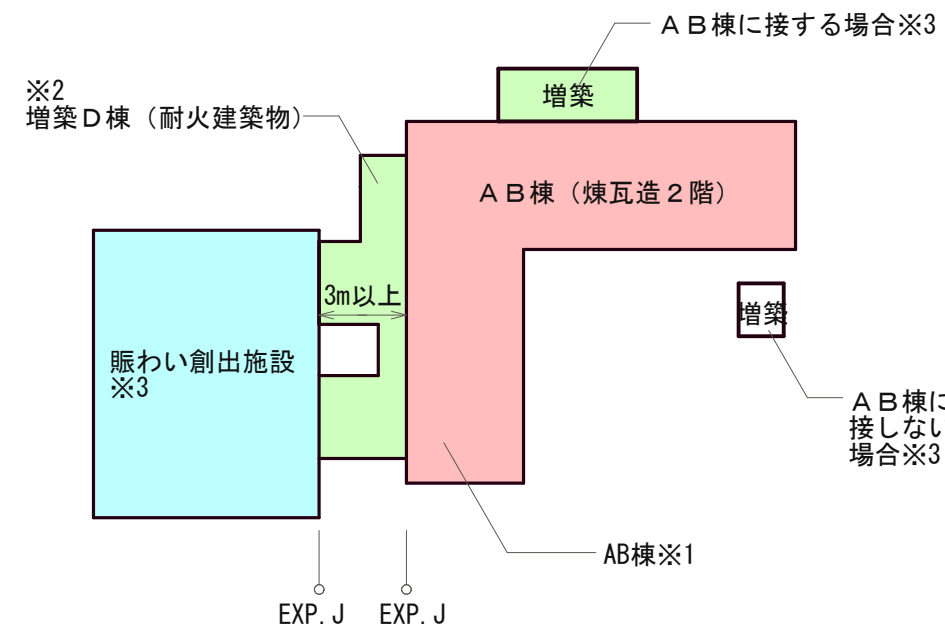 ＡＢ棟に接する場合※3
増築
※2
増築Ｄ棟（耐火建築物）
ＡＢ棟（煉瓦造２階）
3m以上
増築
賑わい創出施設
※3
ＡＢ棟に
接しない
場合※3
AB棟※1
EXP.J
EXP.J